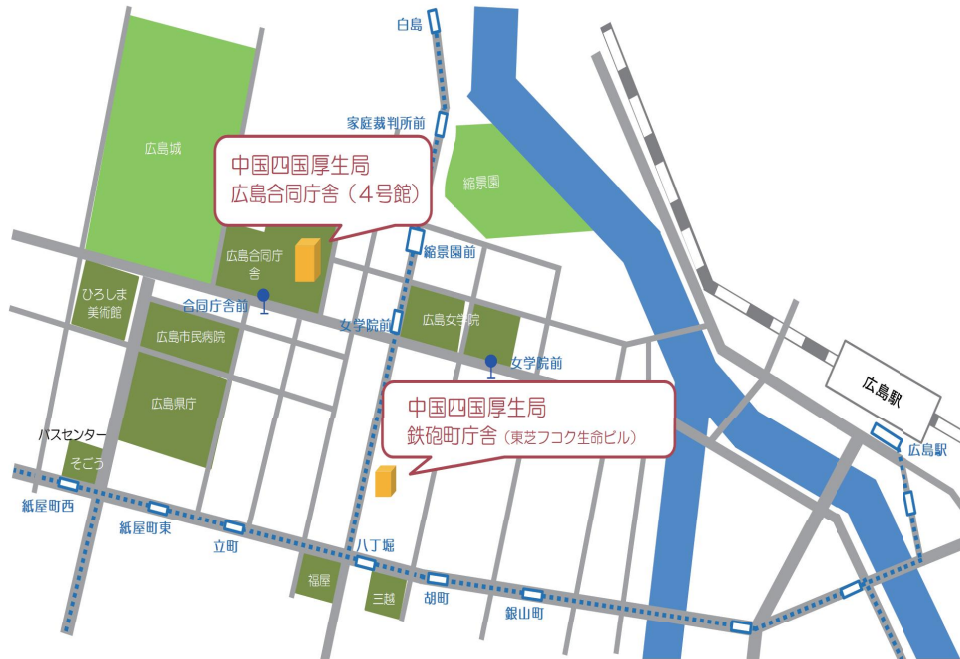 白島
家庭裁判所前
広島城
中国四国厚生局
広島合同庁舎（4号館）
縮景園
縮景園前
広島合同庁
舎
ひろしま
美術館
合同庁舎前
女学院前
広島女学院
広島市民病院
女学院前
広島県庁
中国四国厚生局
鉄砲町庁舎（東芝フコク生命ビル）
広島駅
広島駅
バスセンター
そごう
紙屋町西
紙屋町東
立町
八丁堀
福屋
三越
胡町
銀山町